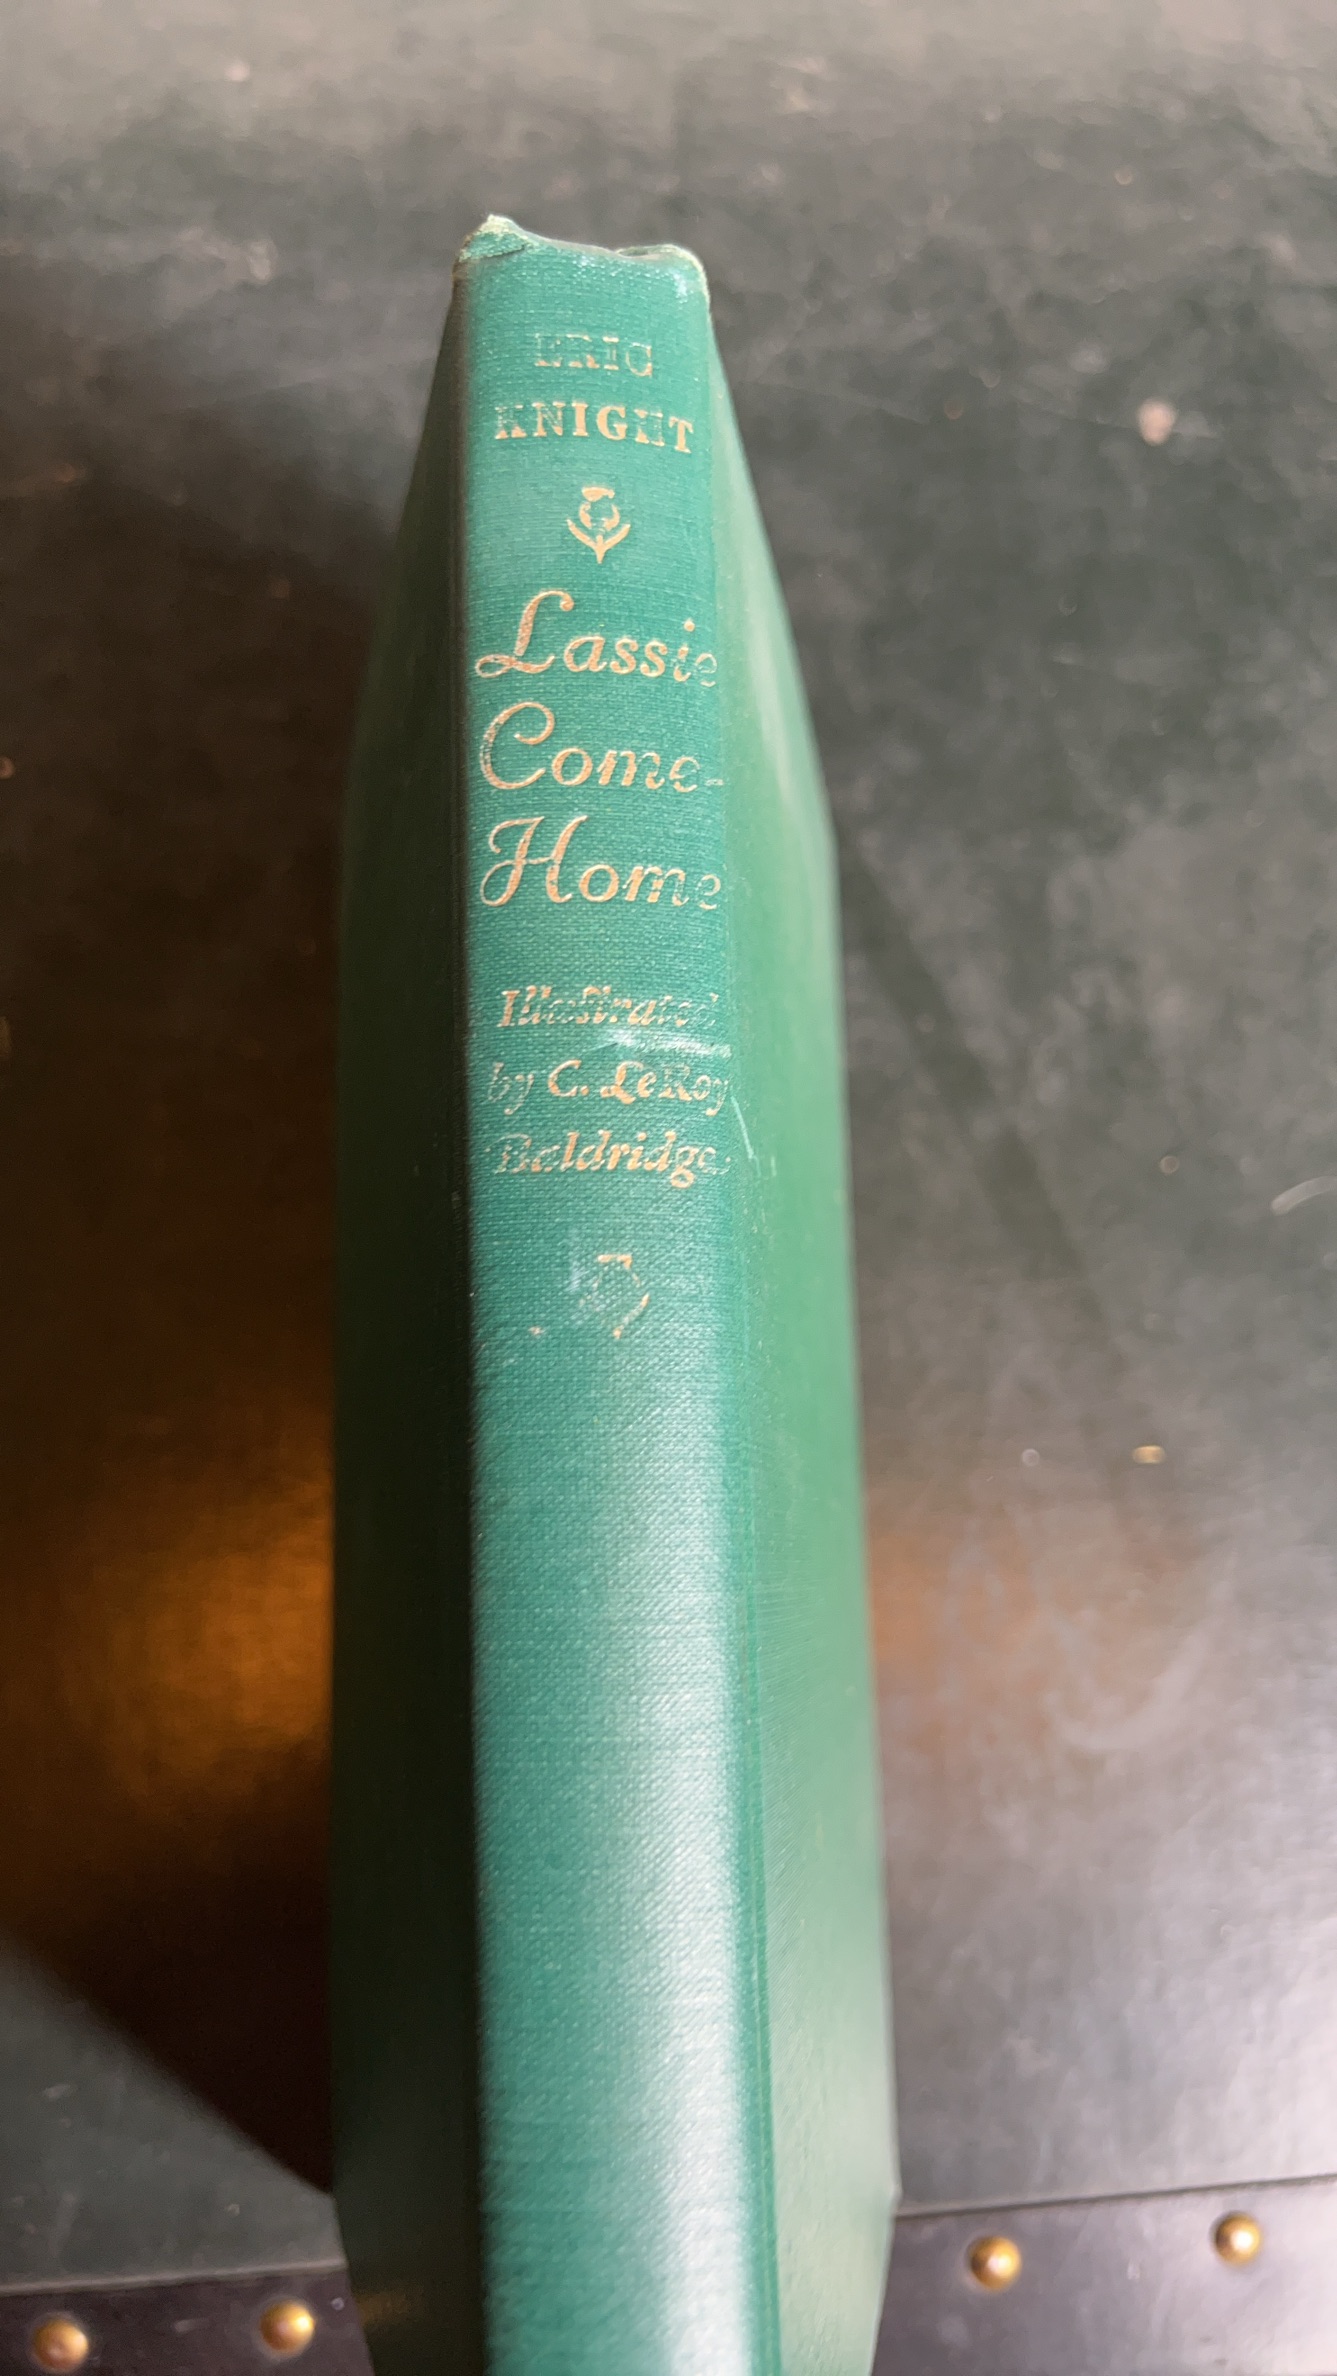 ERIC
KNIGHT
Lassie
Come-
Home
Illustrated
by C. LeRoy
Baldridge